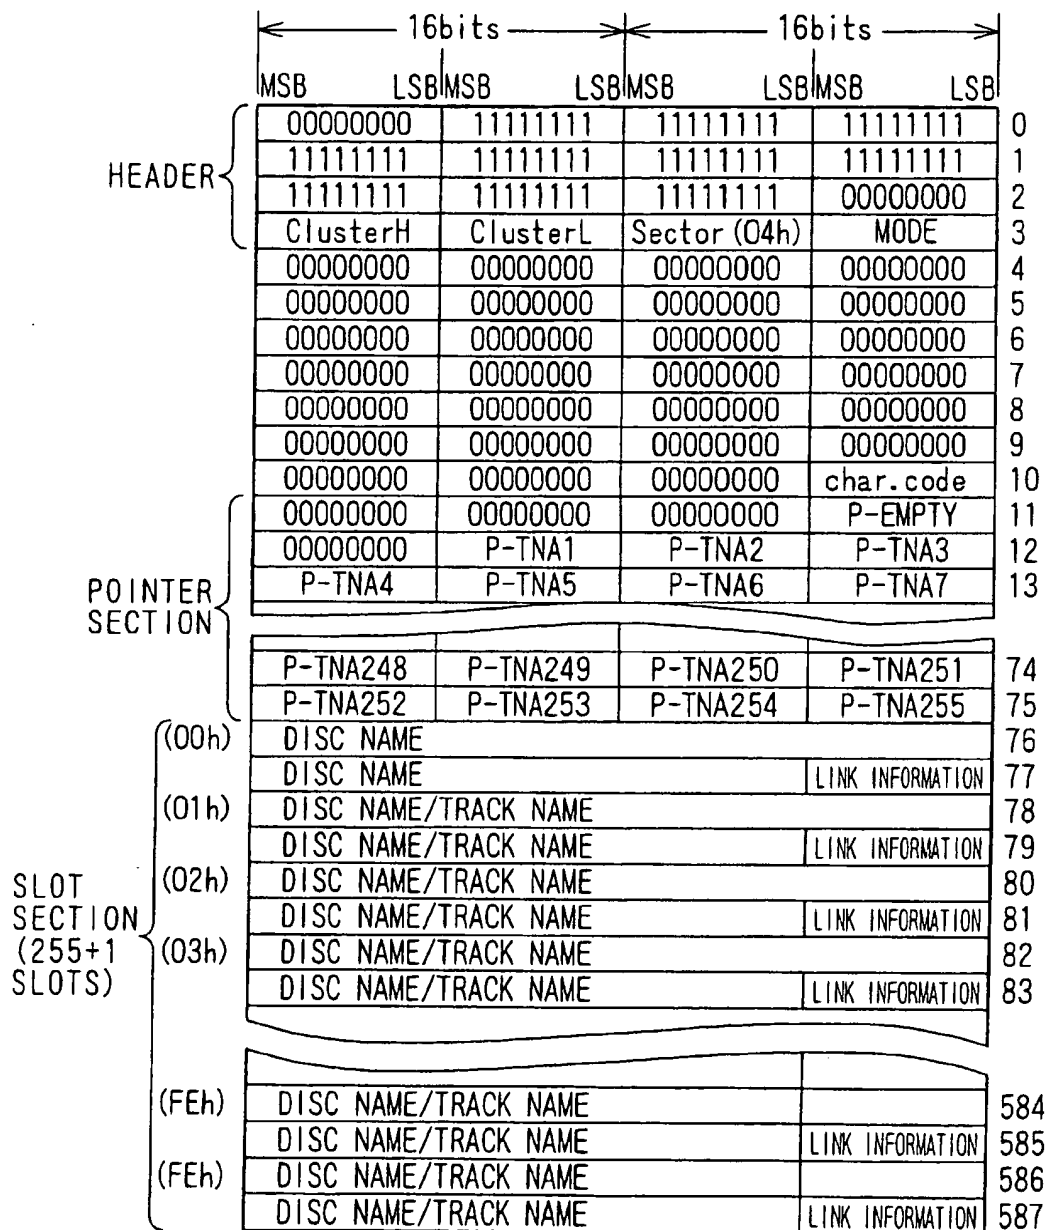 16bits 16bits
MSB LSB MSB LSB MSB LSB MSB LSB
00000000 11111111 11111111 11111111 0
11111111 11111111 11111111 11111111 1
HEADER
11111111 11111111 11111111 00000000 2
ClusterH ClusterL Sector(04h) MODE 3
00000000 00000000 00000000 00000000 4
00000000 00000000 00000000 00000000 5
00000000 00000000 00000000 00000000 6
00000000 00000000 00000000 00000000 7
00000000 00000000 00000000 00000000 8
00000000 00000000 00000000 00000000 9
00000000 00000000 00000000 char.code 10
00000000 00000000 00000000 P-EMPTY 11
00000000 P-TNA1 P-TNA2 P-TNA3 12
P-TNA4 P-TNA5 P-TNA6 P-TNA7 13
POINTER
SECTION
P-TNA248 P-TNA249 P-TNA250 P-TNA251 74
P-TNA252 P-TNA253 P-TNA254 P-TNA255 75
(00h) DISC NAME 76
DISC NAME LINK INFORMATION 77
(01h) DISC NAME/TRACK NAME 78
DISC NAME/TRACK NAME LINK INFORMATION 79
(02h) DISC NAME/TRACK NAME 80
DISC NAME/TRACK NAME LINK INFORMATION 81
(03h) DISC NAME/TRACK NAME 82
DISC NAME/TRACK NAME LINK INFORMATION 83
SLOT
SECTION
(255+1
SLOTS)
(FEh) DISC NAME/TRACK NAME 584
DISC NAME/TRACK NAME LINK INFORMATION 585
(FEh) DISC NAME/TRACK NAME 586
DISC NAME/TRACK NAME LINK INFORMATION 587